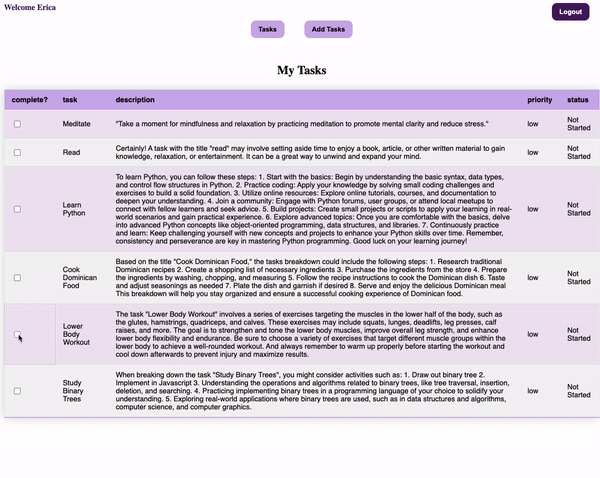 Welcome Erica
Logout
Tasks
Add Tasks
My Tasks
complete?
task
description
priority
status
Meditate
"Take a moment for mindfulness and relaxation by practicing meditation to promote mental clarity and reduce stress."
low
Not
Started
Read
Certainly! A task with the title "read" may involve setting aside time to enjoy a book, article, or other written material to gain
knowledge, relaxation, or entertainment. It can be a great way to unwind and expand your mind.
low
Not
Started
Learn
Python
To learn Python, you can follow these steps: 1. Start with the basics: Begin by understanding the basic syntax, data types,
and control flow structures in Python. 2. Practice coding: Apply your knowledge by solving small coding challenges and
exercises to build a solid foundation. 3. Utilize online resources: Explore online tutorials, courses, and documentation to
deepen your understanding. 4. Join a community: Engage with Python forums, user groups, or attend local meetups to
connect with fellow learners and seek advice. 5. Build projects: Create small projects or scripts to apply your learning in real-
world scenarios and gain practical experience. 6. Explore advanced topics: Once you are comfortable with the basics, delve
into advanced Python concepts like object-oriented programming, data structures, and libraries. 7. Continuously practice
and learn: Keep challenging yourself with new concepts and projects to enhance your Python skills over time. Remember,
consistency and perseverance are key in mastering Python programming. Good luck on your learning journey!
low
Not
Started
Cook
Dominican
Food
Based on the title "Cook Dominican Food," the tasks breakdown could include the following steps: 1. Research traditional
Dominican recipes 2. Create a shopping list of necessary ingredients 3. Purchase the ingredients from the store 4. Prepare
the ingredients by washing, chopping, and measuring 5. Follow the recipe instructions to cook the Dominican dish 6. Taste
and adjust seasonings as needed 7. Plate the dish and garnish if desired 8. Serve and enjoy the delicious Dominican meal
This breakdown will help you stay organized and ensure a successful cooking experience of Dominican food.
low
Not
Started
Lower
Body
Workout
The task "Lower Body Workout" involves a series of exercises targeting the muscles in the lower half of the body, such as
the glutes, hamstrings, quadriceps, and calves. These exercises may include squats, lunges, deadlifts, leg presses, calf
raises, and more. The goal is to strengthen and tone the lower body muscles, improve overall leg strength, and enhance
lower body flexibility and endurance. Be sure to choose a variety of exercises that target different muscle groups within the
lower body to achieve a well-rounded workout. And always remember to warm up properly before starting the workout and
cool down afterwards to prevent injury and maximize results.
low
Not
Started
Study
Binary
Trees
When breaking down the task "Study Binary Trees", you might consider activities such as: 1. Draw out binary tree 2.
Implement in Javascript 3. Understanding the operations and algorithms related to binary trees, like tree traversal, insertion,
deletion, and searching. 4. Practicing implementing binary trees in a programming language of your choice to solidify your
understanding. 5. Exploring real-world applications where binary trees are used, such as in data structures and algorithms,
computer science, and computer graphics.
low
Not
Started